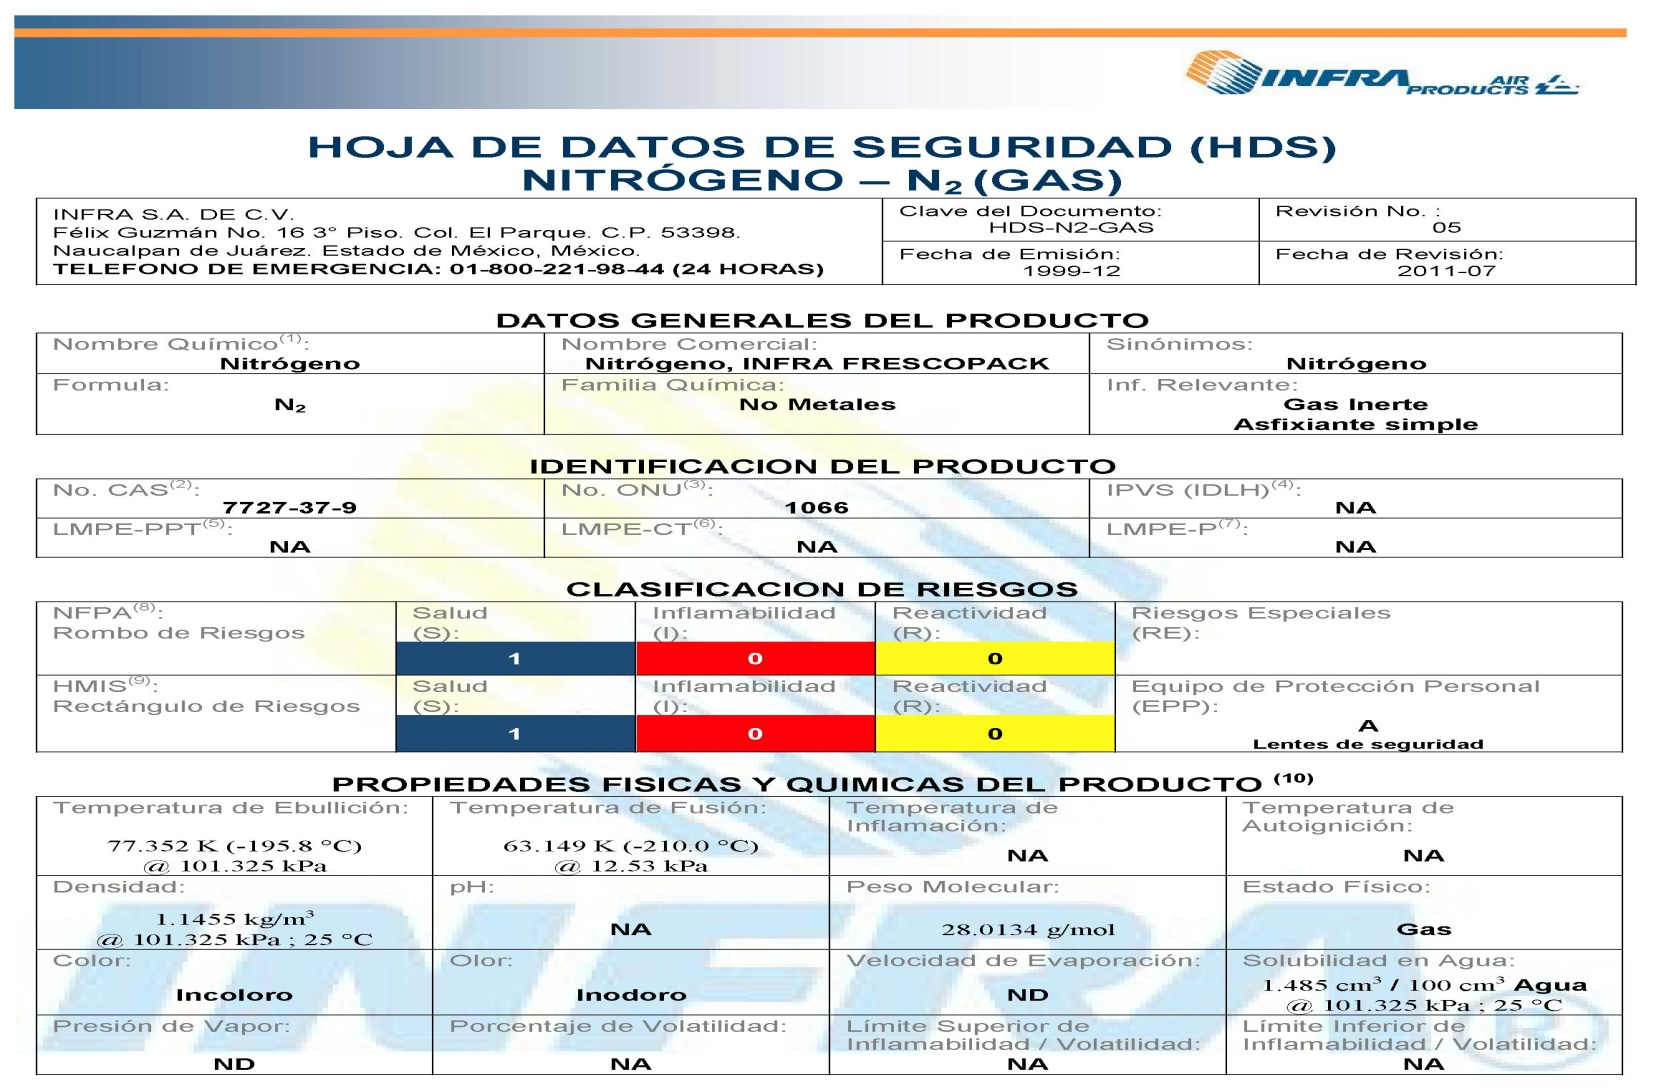 INFRA AIR PRODUCTS
HOJA DE DATOS DE SEGURIDAD (HDS)
NITRÓGENO – N₂ (GAS)
INFRA S.A. DE C.V.
Félix Guzmán No. 16 3° Piso. Col. El Parque. C.P. 53398.
Naucalpan de Juárez. Estado de México, México.
TELEFONO DE EMERGENCIA: 01-800-221-98-44 (24 HORAS)
Clave del Documento:
HDS-N2-GAS
Revisión No. :
05
Fecha de Emisión:
1999-12
Fecha de Revisión:
2011-07
DATOS GENERALES DEL PRODUCTO
Nombre Químico(1):
Nitrógeno
Nombre Comercial:
Nitrógeno, INFRA FRESCOPACK
Sinónimos:
Nitrógeno
Formula:
N₂
Familia Química:
No Metales
Inf. Relevante:
Gas Inerte
Asfixiante simple
IDENTIFICACION DEL PRODUCTO
No. CAS(2):
7727-37-9
No. ONU(3):
1066
IPVS (IDLH)(4):
NA
LMPE-PPT(5):
NA
LMPE-CT(6):
NA
LMPE-P(7):
NA
CLASIFICACION DE RIESGOS
NFPA(8):
Rombo de Riesgos
Salud
(S):
1
Inflamabilidad
(I):
0
Reactividad
(R):
0
Riesgos Especiales
(RE):
HMIS(9):
Rectángulo de Riesgos
Salud
(S):
1
Inflamabilidad
(I):
0
Reactividad
(R):
0
Equipo de Protección Personal
(EPP):
A
Lentes de seguridad
PROPIEDADES FISICAS Y QUIMICAS DEL PRODUCTO (10)
Temperatura de Ebullición:
77.352 K (-195.8 °C)
@ 101.325 kPa
Temperatura de Fusión:
63.149 K (-210.0 °C)
@ 12.53 kPa
Temperatura de
Inflamación:
NA
Temperatura de
Autoignición:
NA
Densidad:
1.1455 kg/m³
@ 101.325 kPa ; 25 °C
pH:
NA
Peso Molecular:
28.0134 g/mol
Estado Físico:
Gas
Color:
Incoloro
Olor:
Inodoro
Velocidad de Evaporación:
ND
Solubilidad en Agua:
1.485 cm³ / 100 cm³ Agua
@ 101.325 kPa ; 25 °C
Presión de Vapor:
ND
Porcentaje de Volatilidad:
NA
Límite Superior de
Inflamabilidad / Volatilidad:
NA
Límite Inferior de
Inflamabilidad / Volatilidad:
NA
INFRA ®